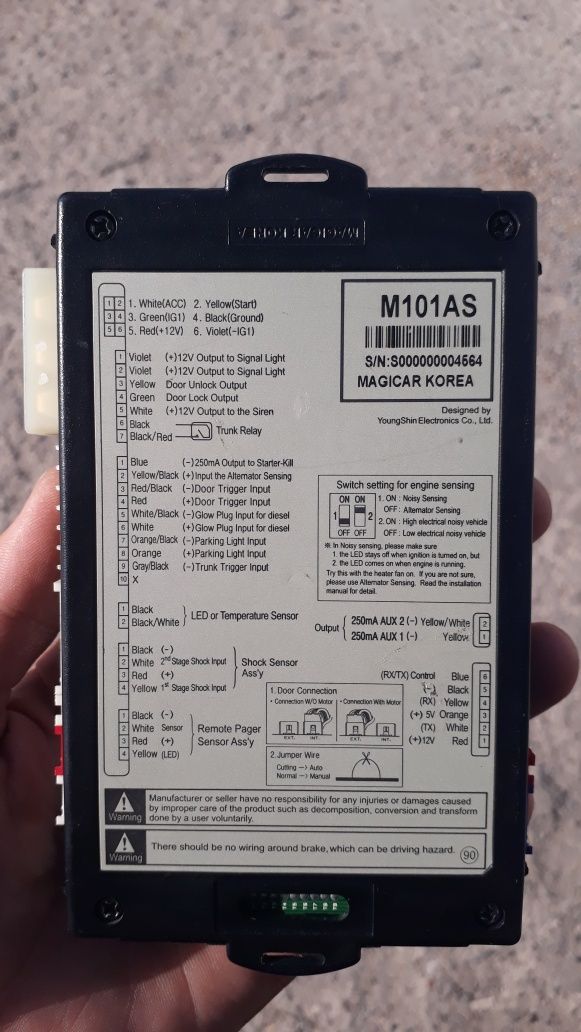 MAGICAR KOREA
M101AS
S/N:S000000004564
MAGICAR KOREA
Designed by
YoungShin Electronics Co., Ltd.
1 2 1. White(ACC) 2. Yellow(Start)
3 4 3. Green(IG1) 4. Black(Ground)
5 6 5. Red(+12V) 6. Violet(-IG1)
1 Violet (+)12V Output to Signal Light
2 Violet (+)12V Output to Signal Light
3 Yellow Door Unlock Output
4 Green Door Lock Output
5 White (+)12V Output to the Siren
6 Black
7 Black/Red Trunk Relay
1 Blue (-)250mA Output to Starter-Kill
2 Yellow/Black (+)Input the Alternator Sensing
3 Red/Black (-)Door Trigger Input
4 Red (+)Door Trigger Input
5 White/Black (-)Glow Plug Input for diesel
6 White (+)Glow Plug Input for diesel
7 Orange/Black (-)Parking Light Input
8 Orange (+)Parking Light Input
9 Gray/Black (-)Trunk Trigger Input
10 X
Switch setting for engine sensing
ON ON
1 2
OFF OFF
1. ON : Noisy Sensing
OFF : Alternator Sensing
2. ON : High electrical noisy vehicle
OFF : Low electrical noisy vehicle
※ In Noisy sensing, please make sure
1. the LED stays off when ignition is turned on, but
2. the LED comes on when engine is running.
Try this with the heater fan on. If you are not sure,
please use Alternator Sensing. Read the installation
manual for detail.
1 Black
2 Black/White
LED or Temperature Sensor
Output
250mA AUX 2 (-) Yellow/White 2
250mA AUX 1 (-) Yellow 1
1 Black (-)
2 White 2nd Stage Shock Input
3 Red (+)
4 Yellow 1st Stage Shock Input
Shock Sensor
Ass'y
(RX/TX) Control Blue 6
(-) Black 5
(RX) Yellow 4
(+) 5V Orange 3
(TX) White 2
(+)12V Red 1
1 Black (-)
2 White Sensor
3 Red (+)
4 Yellow (LED)
Remote Pager
Sensor Ass'y
1. Door Connection
• Connection W/O Motor • Connection With Motor
EXT. INT. EXT. INT.
2. Jumper Wire
Cutting --> Auto
Normal --> Manual
Warning
Manufacturer or seller have no responsibility for any injuries or damages caused
by improper care of the product such as decomposition, conversion and transform
done by a user voluntarily.
Warning
There should be no wiring around brake, which can be driving hazard. 90